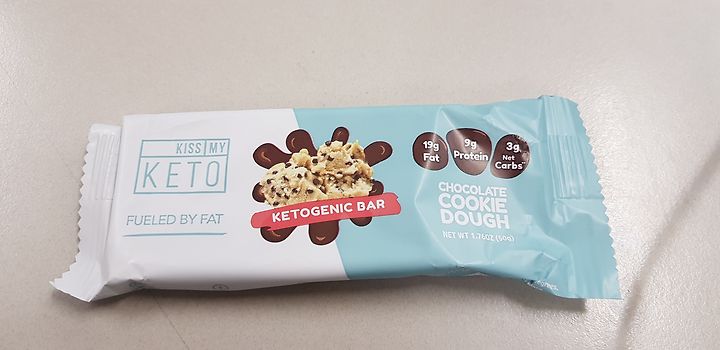 KISS MY
KETO
FUELED BY FAT
KETOGENIC BAR
19g
Fat
9g
Protein
3g
Net
Carbs
CHOCOLATE
COOKIE
DOUGH
NET WT 1.76OZ (50g)